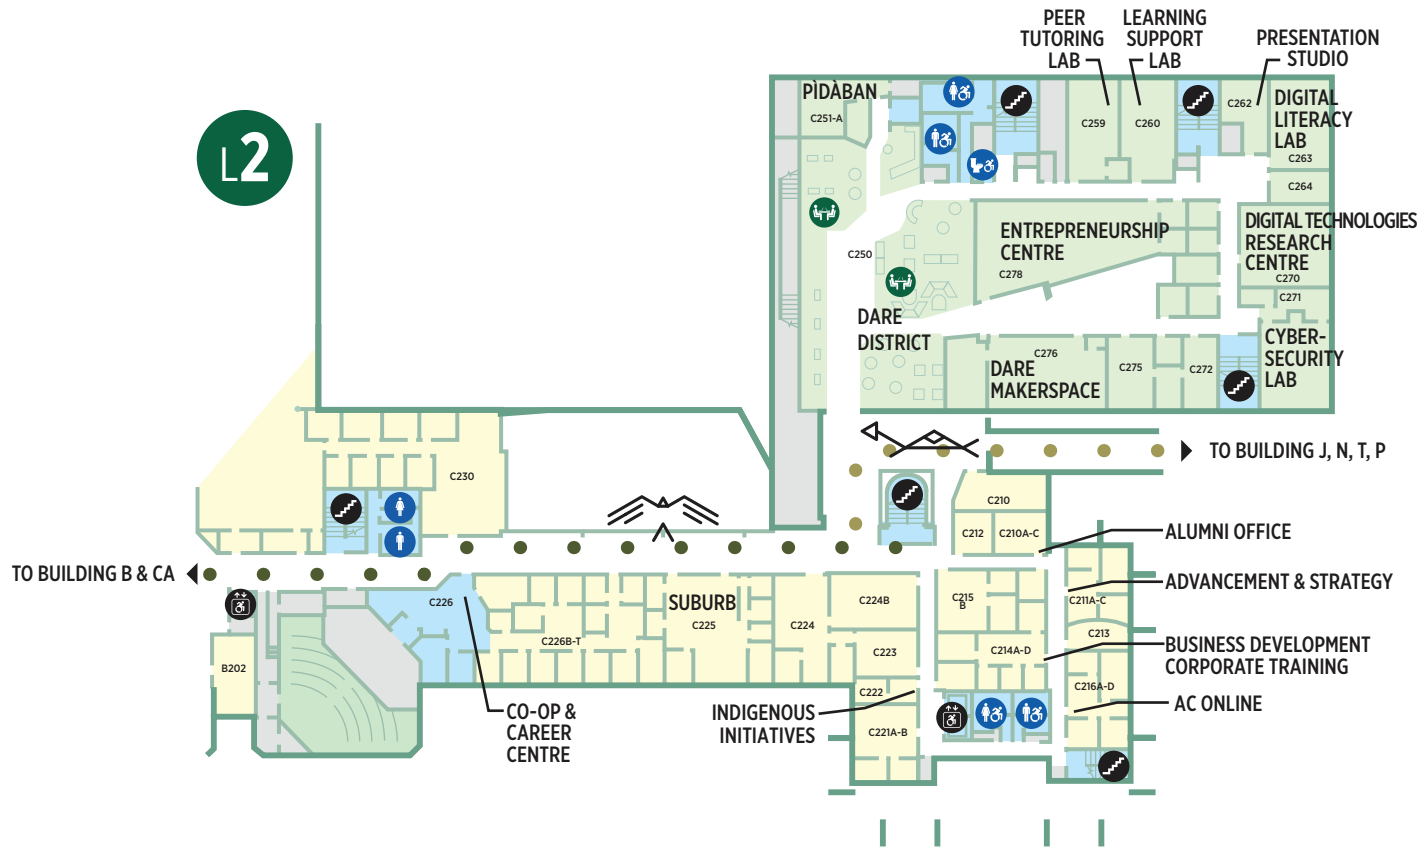 L2
PEER
TUTORING
LAB
LEARNING
SUPPORT
LAB
PRESENTATION
STUDIO
PÌDÀBAN
C251-A
C259
C260
C262
DIGITAL
LITERACY
LAB
C263
C264
ENTREPRENEURSHIP
CENTRE
C278
DIGITAL TECHNOLOGIES
RESEARCH
CENTRE
C270
C271
C250
DARE
DISTRICT
C276
DARE
MAKERSPACE
C275
C272
CYBER-
SECURITY
LAB
TO BUILDING J, N, T, P
C230
C210
C212
C210A-C
ALUMNI OFFICE
TO BUILDING B & CA
ADVANCEMENT & STRATEGY
C226
SUBURB
C225
C226B-T
C224
C224B
C215
B
C211A-C
C213
C223
C214A-D
BUSINESS DEVELOPMENT
CORPORATE TRAINING
B202
C222
C216A-D
AC ONLINE
CO-OP &
CAREER
CENTRE
INDIGENOUS
INITIATIVES
C221A-B